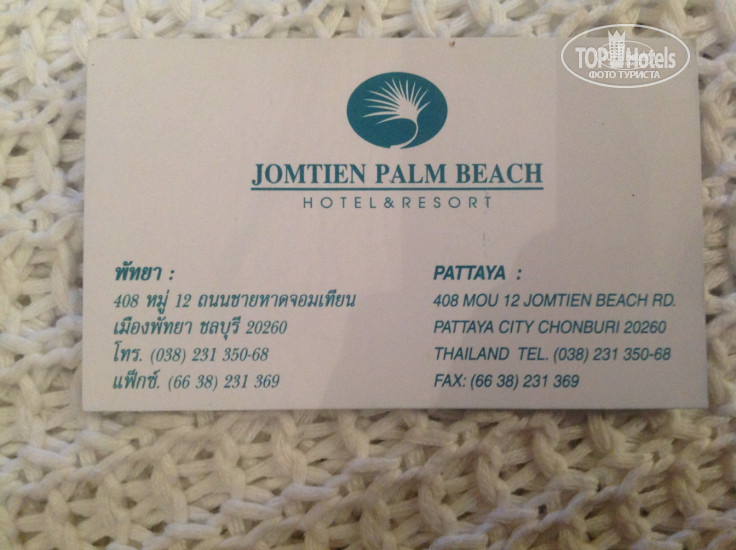 TOP Hotels
ФОТО ТУРИСТА
JOMTIEN PALM BEACH
HOTEL & RESORT
พัทยา :
408 หมู่ 12 ถนนชายหาดจอมเทียน
เมืองพัทยา ชลบุรี 20260
โทร. (038) 231 350-68
แฟ็กซ์. (66 38) 231 369
PATTAYA :
408 MOU 12 JOMTIEN BEACH RD.
PATTAYA CITY CHONBURI 20260
THAILAND TEL. (038) 231 350-68
FAX: (66 38) 231 369